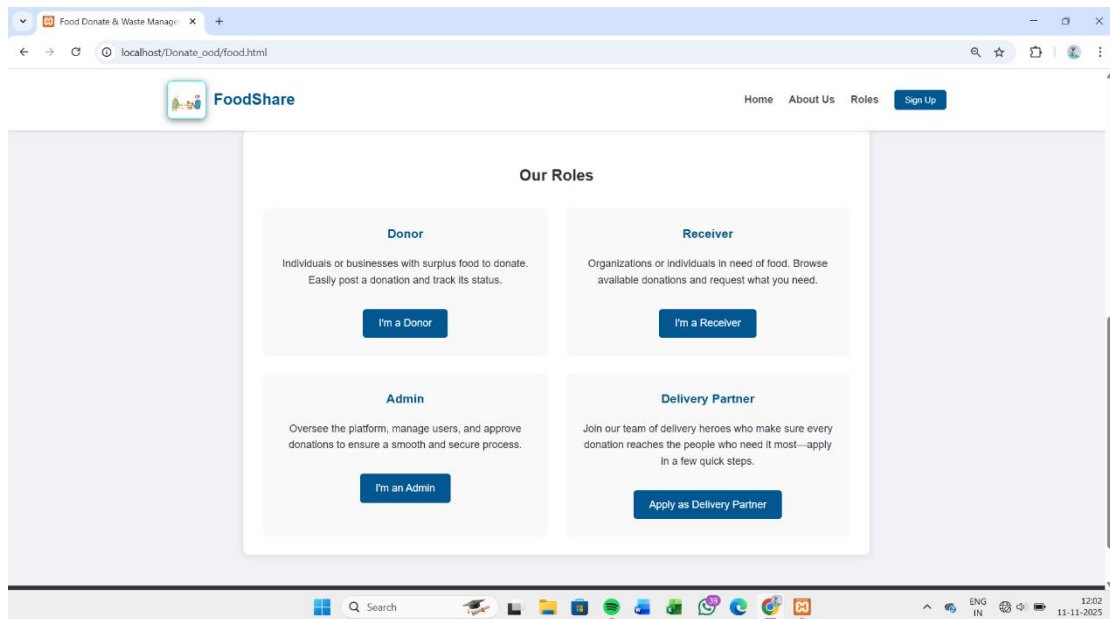 Food Donate & Waste Manage
localhost/Donate_ood/food.html
FoodShare
Home About Us Roles Sign Up
Our Roles
Donor
Individuals or businesses with surplus food to donate.
Easily post a donation and track its status.
I'm a Donor
Receiver
Organizations or individuals in need of food. Browse
available donations and request what you need.
I'm a Receiver
Admin
Oversee the platform, manage users, and approve
donations to ensure a smooth and secure process.
I'm an Admin
Delivery Partner
Join our team of delivery heroes who make sure every
donation reaches the people who need it most—apply
in a few quick steps.
Apply as Delivery Partner
Search
39
ENG
IN
12:02
11-11-2025